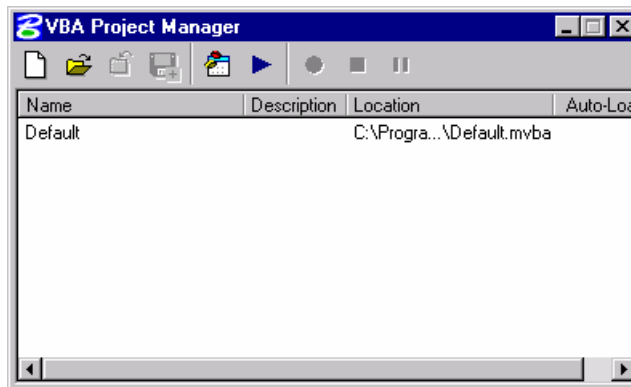 VBA Project Manager
Name Description Location Auto-Loa
Default C:\Progra...\Default.mvba